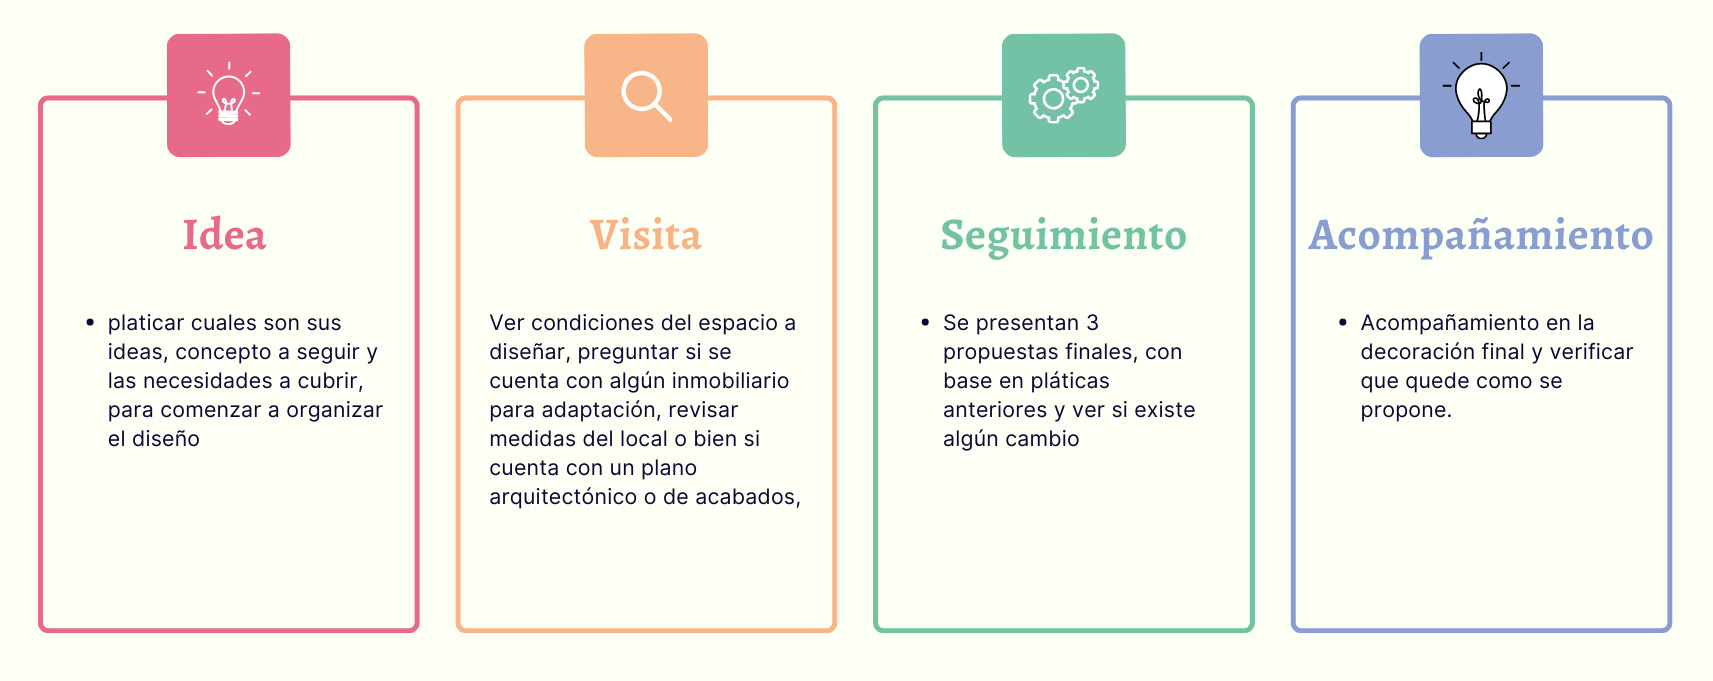 Idea
• platicar cuales son sus
ideas, concepto a seguir y
las necesidades a cubrir,
para comenzar a organizar
el diseño
Visita
Ver condiciones del espacio a
diseñar, preguntar si se
cuenta con algún inmobiliario
para adaptación, revisar
medidas del local o bien si
cuenta con un plano
arquitectónico o de acabados,
Seguimiento
• Se presentan 3
propuestas finales, con
base en pláticas
anteriores y ver si existe
algún cambio
Acompañamiento
• Acompañamiento en la
decoración final y verificar
que quede como se
propone.